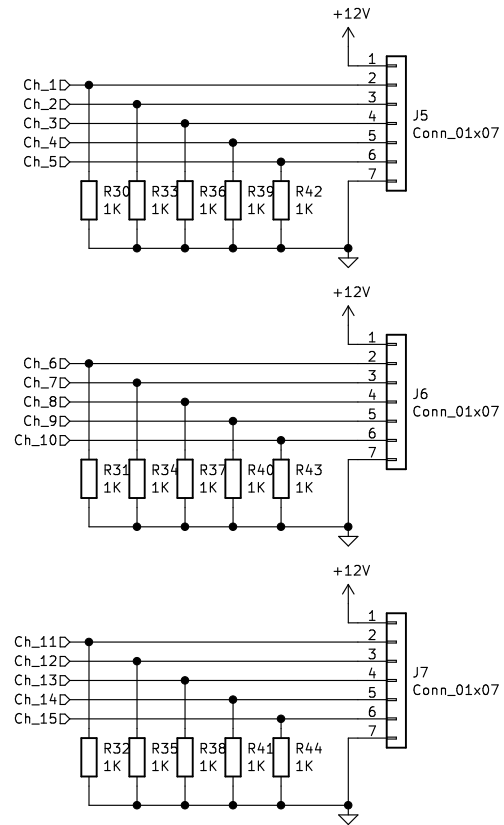 +12V
1
Ch_1 2
Ch_2 3
Ch_3 4
Ch_4 5
Ch_5 6
7
J5
Conn_01x07
R30 R33 R36 R39 R42
1K 1K 1K 1K 1K
+12V
1
Ch_6 2
Ch_7 3
Ch_8 4
Ch_9 5
Ch_10 6
7
J6
Conn_01x07
R31 R34 R37 R40 R43
1K 1K 1K 1K 1K
+12V
1
Ch_11 2
Ch_12 3
Ch_13 4
Ch_14 5
Ch_15 6
7
J7
Conn_01x07
R32 R35 R38 R41 R44
1K 1K 1K 1K 1K